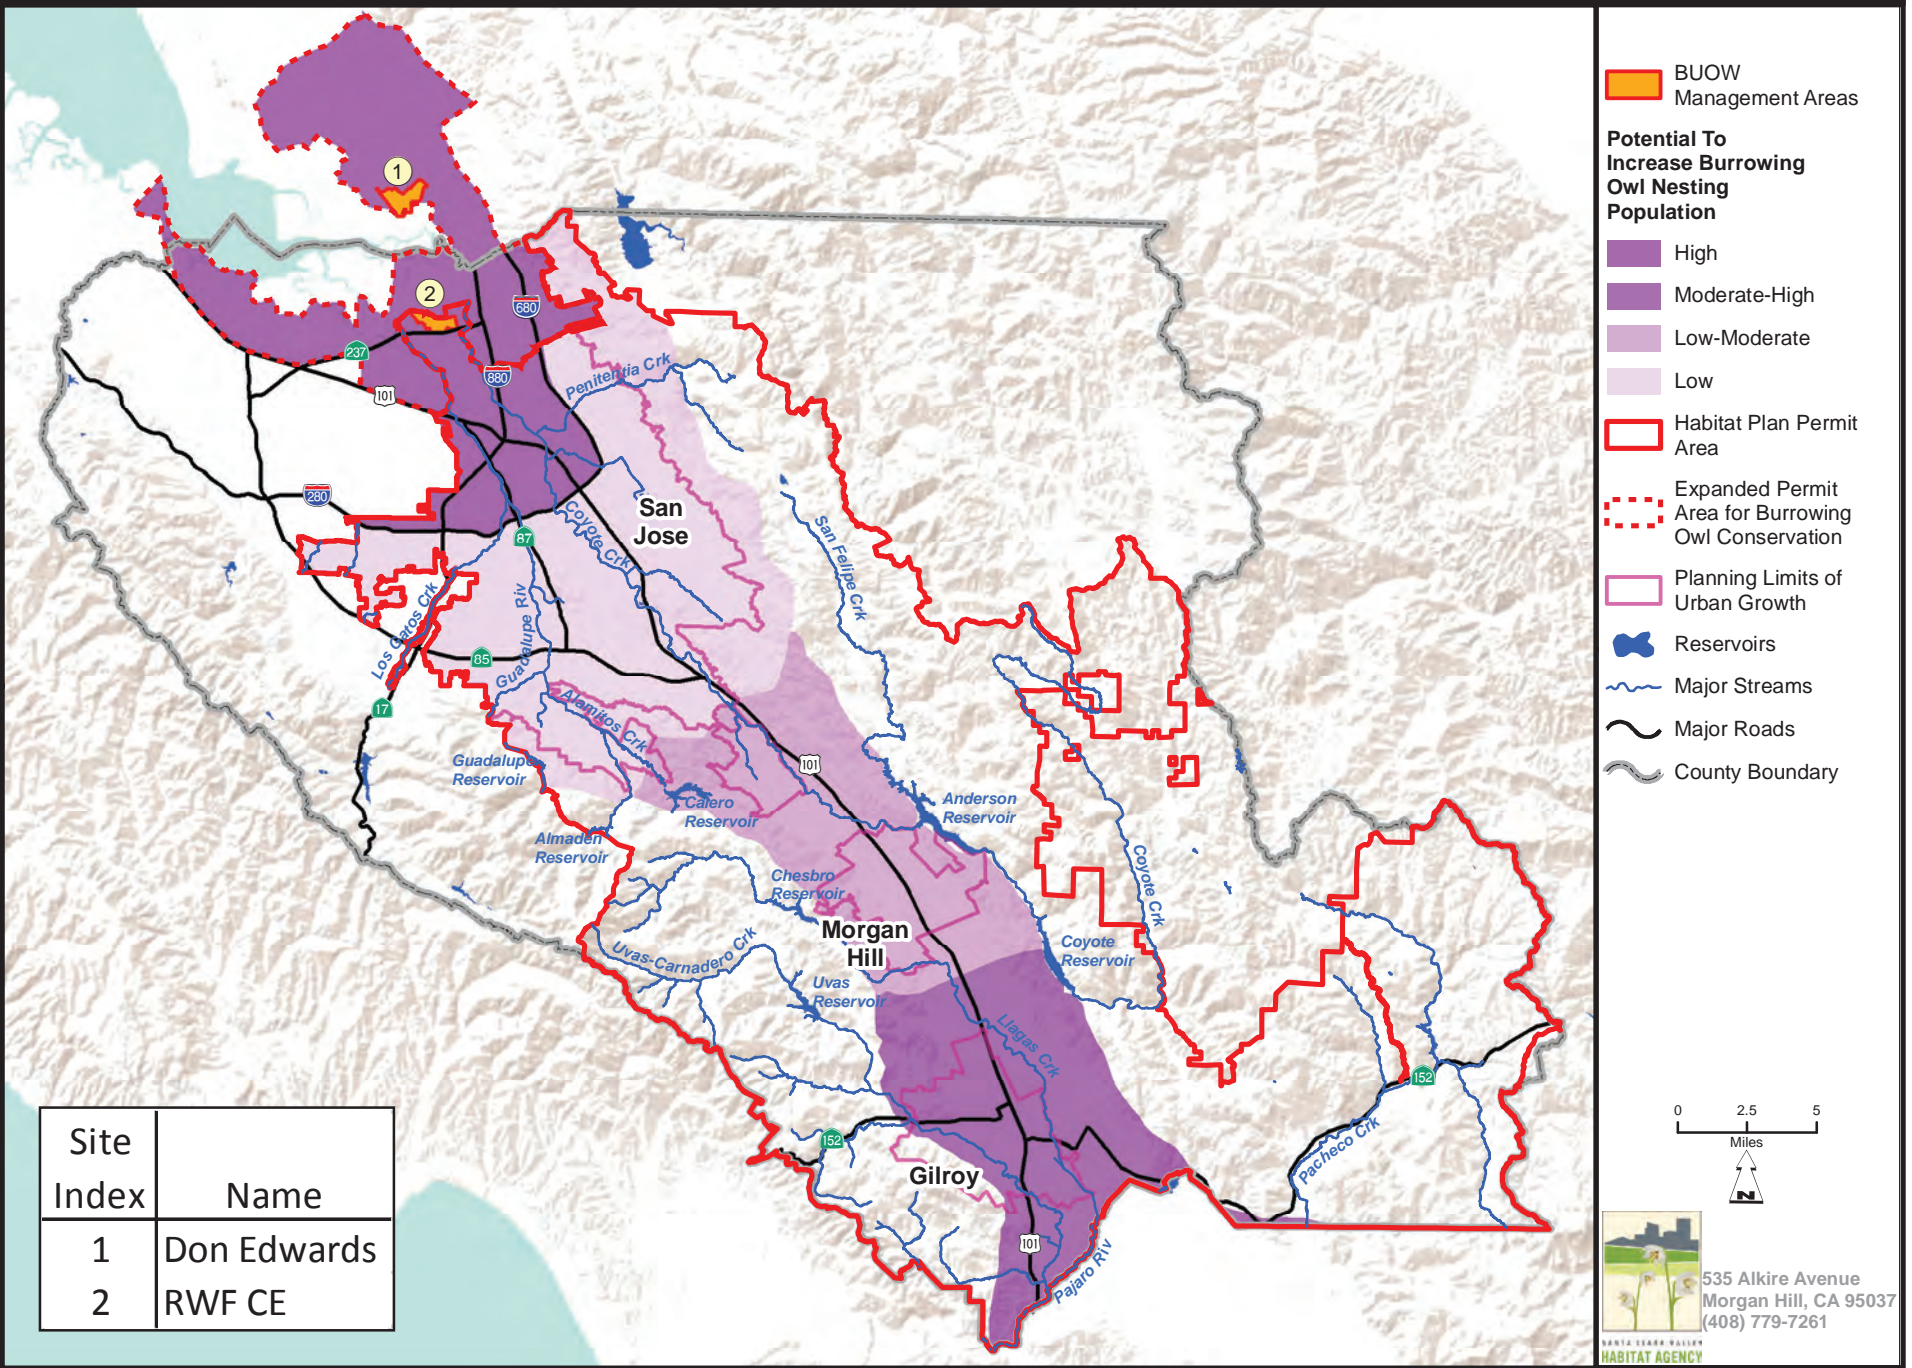 BUOW
Management Areas
Potential To
Increase Burrowing
Owl Nesting
Population
High
Moderate-High
Low-Moderate
Low
Habitat Plan Permit
Area
Expanded Permit
Area for Burrowing
Owl Conservation
Planning Limits of
Urban Growth
Reservoirs
Major Streams
Major Roads
County Boundary
0 2.5 5
Miles
N
535 Alkire Avenue
Morgan Hill, CA 95037
(408) 779-7261
SANTA CLARA VALLEY
HABITAT AGENCY
1
2
680
237
880
101
Penitentia Crk
280
San
Jose
87
Coyote Crk
San Felipe Crk
Los Gatos Crk
Guadalupe Riv
85
17
Alamitos Crk
Guadalupe
Reservoir
101
Calero
Reservoir
Anderson
Reservoir
Almaden
Reservoir
Chesbro
Reservoir
Coyote Crk
Morgan
Hill
Uvas-Carnadero Crk
Coyote
Reservoir
Uvas
Reservoir
Llagas Crk
152
152
Pacheco Crk
Gilroy
101
Pajaro Riv
Site
Index Name
1 Don Edwards
2 RWF CE